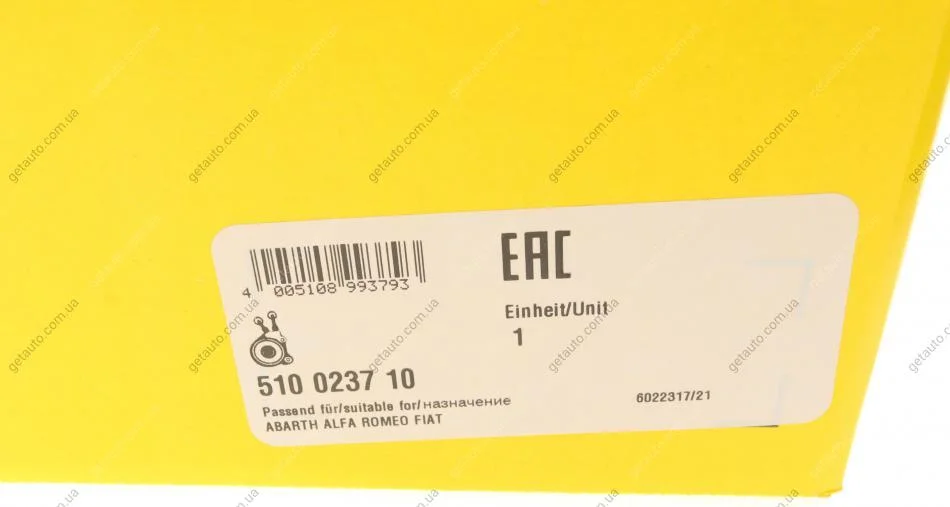 EAC
4 005108 993793
Einheit/Unit
1
510 0237 10
Passend für/suitable for/назначение
ABARTH ALFA ROMEO FIAT
6022317/21
getauto.com.ua